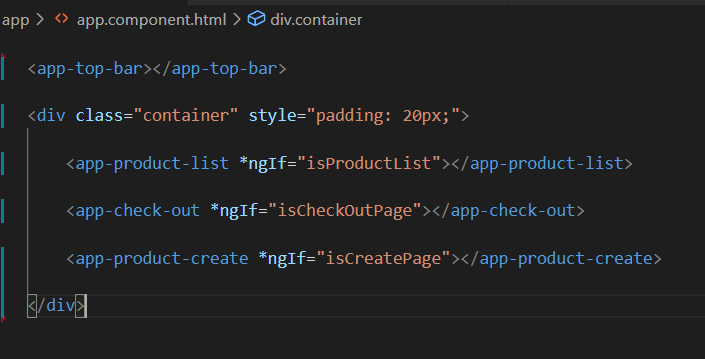 app > app.component.html > div.container
<app-top-bar></app-top-bar>
<div class="container" style="padding: 20px;">
<app-product-list *ngIf="isProductList"></app-product-list>
<app-check-out *ngIf="isCheckOutPage"></app-check-out>
<app-product-create *ngIf="isCreatePage"></app-product-create>
</div>